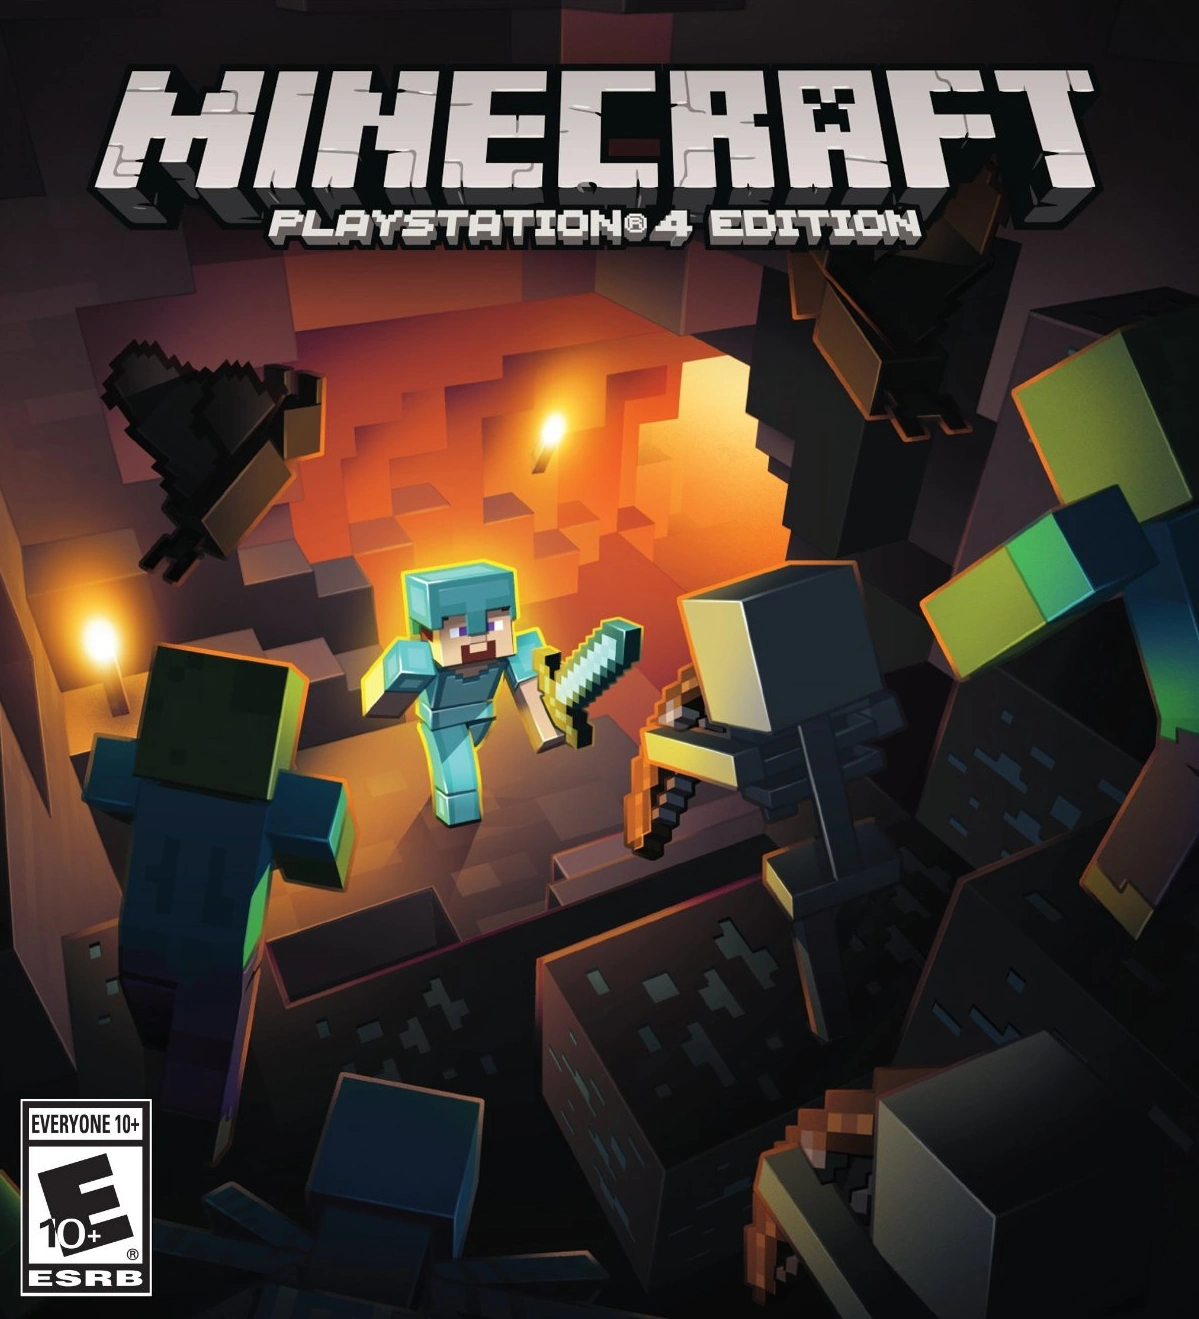 MINECRAFT
PLAYSTATION®4 EDITION
EVERYONE 10+
E
10+
®
ESRB